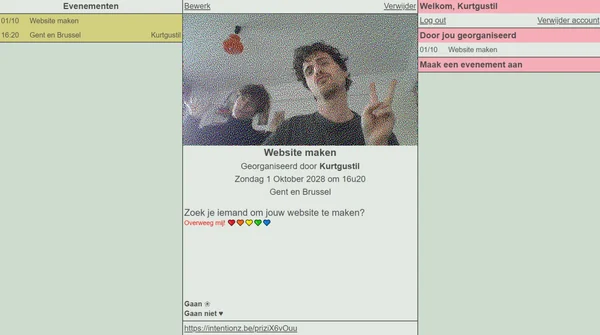 Evenementen
01/10 Website maken
16:20 Gent en Brussel Kurtgustil
Bewerk Verwijder
Website maken
Georganiseerd door Kurtgustil
Zondag 1 Oktober 2028 om 16u20
Gent en Brussel
Zoek je iemand om jouw website te maken?
Overweeg mij! ❤🧡💛💚💙
Gaan ☀
Gaan niet ♥
https://intentionz.be/priziX6vOuu
Welkom, Kurtgustil
Log out Verwijder account
Door jou georganiseerd
01/10 Website maken
Maak een evenement aan